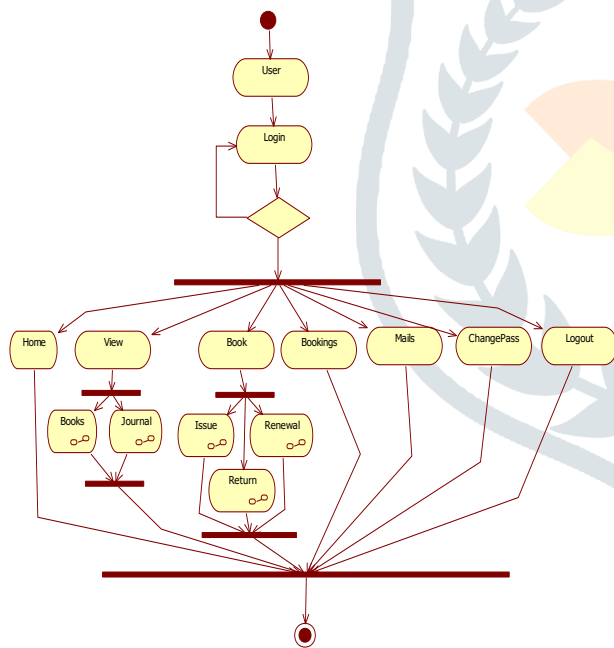 User
Login
Home
View
Book
Bookings
Mails
ChangePass
Logout
Books
Journal
Issue
Renewal
Return